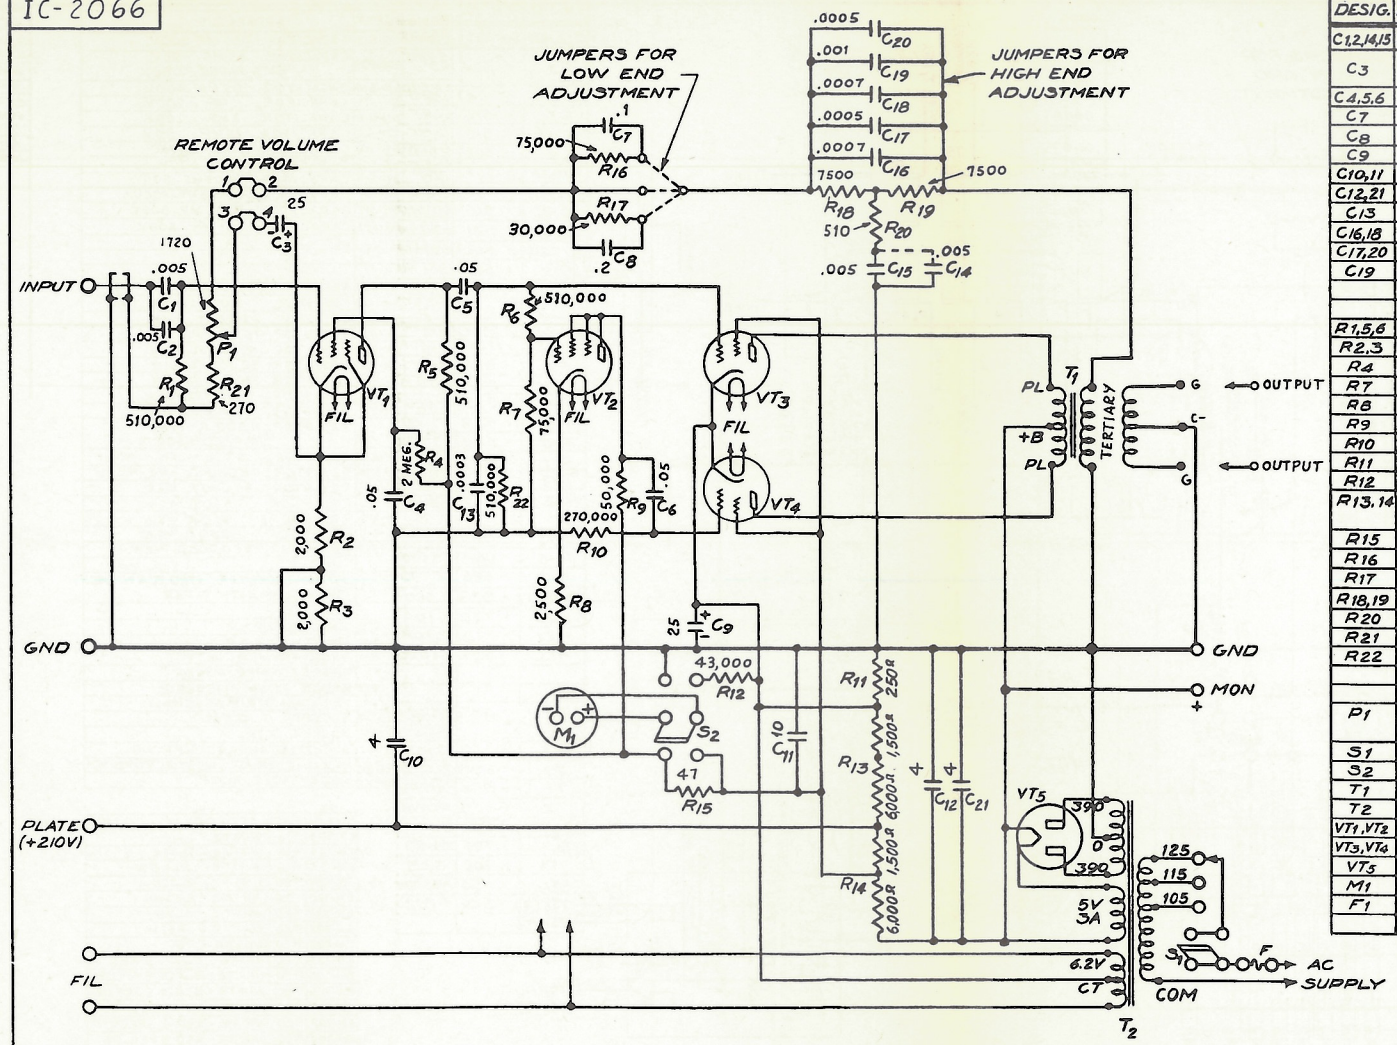 IC-2066
DESIG.
C1,2,14,15
C3
C4,5,6
C7
C8
C9
C10,11
C12,21
C13
C16,18
C17,20
C19
R1,5,6
R2,3
R4
R7
R8
R9
R10
R11
R12
R13,14
R15
R16
R17
R18,19
R20
R21
R22
P1
S1
S2
T1
T2
VT1,VT2
VT3,VT4
VT5
M1
F1
JUMPERS FOR
LOW END
ADJUSTMENT
.1
C7
75,000
R16
R17
30,000
.2
C8
.0005
C20
.001
C19
.0007
C18
.0005
C17
.0007
C16
JUMPERS FOR
HIGH END
ADJUSTMENT
7500
7500
R18
R19
510
R20
.005
C15
.005
C14
REMOTE VOLUME
CONTROL
1
2
3
4
25
-
+
C3
1720
INPUT
.005
C1
.005
C2
P1
R1
R21
270
510,000
VT1
FIL
.05
C5
R5
510,000
R6
510,000
R7
75,000
VT2
FIL
2 MEG.
R4
.05
C4
.0003
C13
510,000
R22
50,000
R9
.05
C6
270,000
R10
VT3
FIL
VT4
2,000
R2
2,000
R3
2500
R8
25
+
C9
-
T1
PL
+B
PL
TERTIARY
G
C-
G
OUTPUT
OUTPUT
GND
GND
MON
+
43,000
R12
- +
M1
S2
47
R15
10
C11
R11
250Ω
1,500Ω
R13
6,000Ω
1,500Ω
R14
6,000Ω
4
C12
4
C21
4
C10
PLATE
(+210V)
VT5
390
0
390
5V
3A
6.2V
CT
T2
125
115
105
S1
F
AC
SUPPLY
COM
FIL